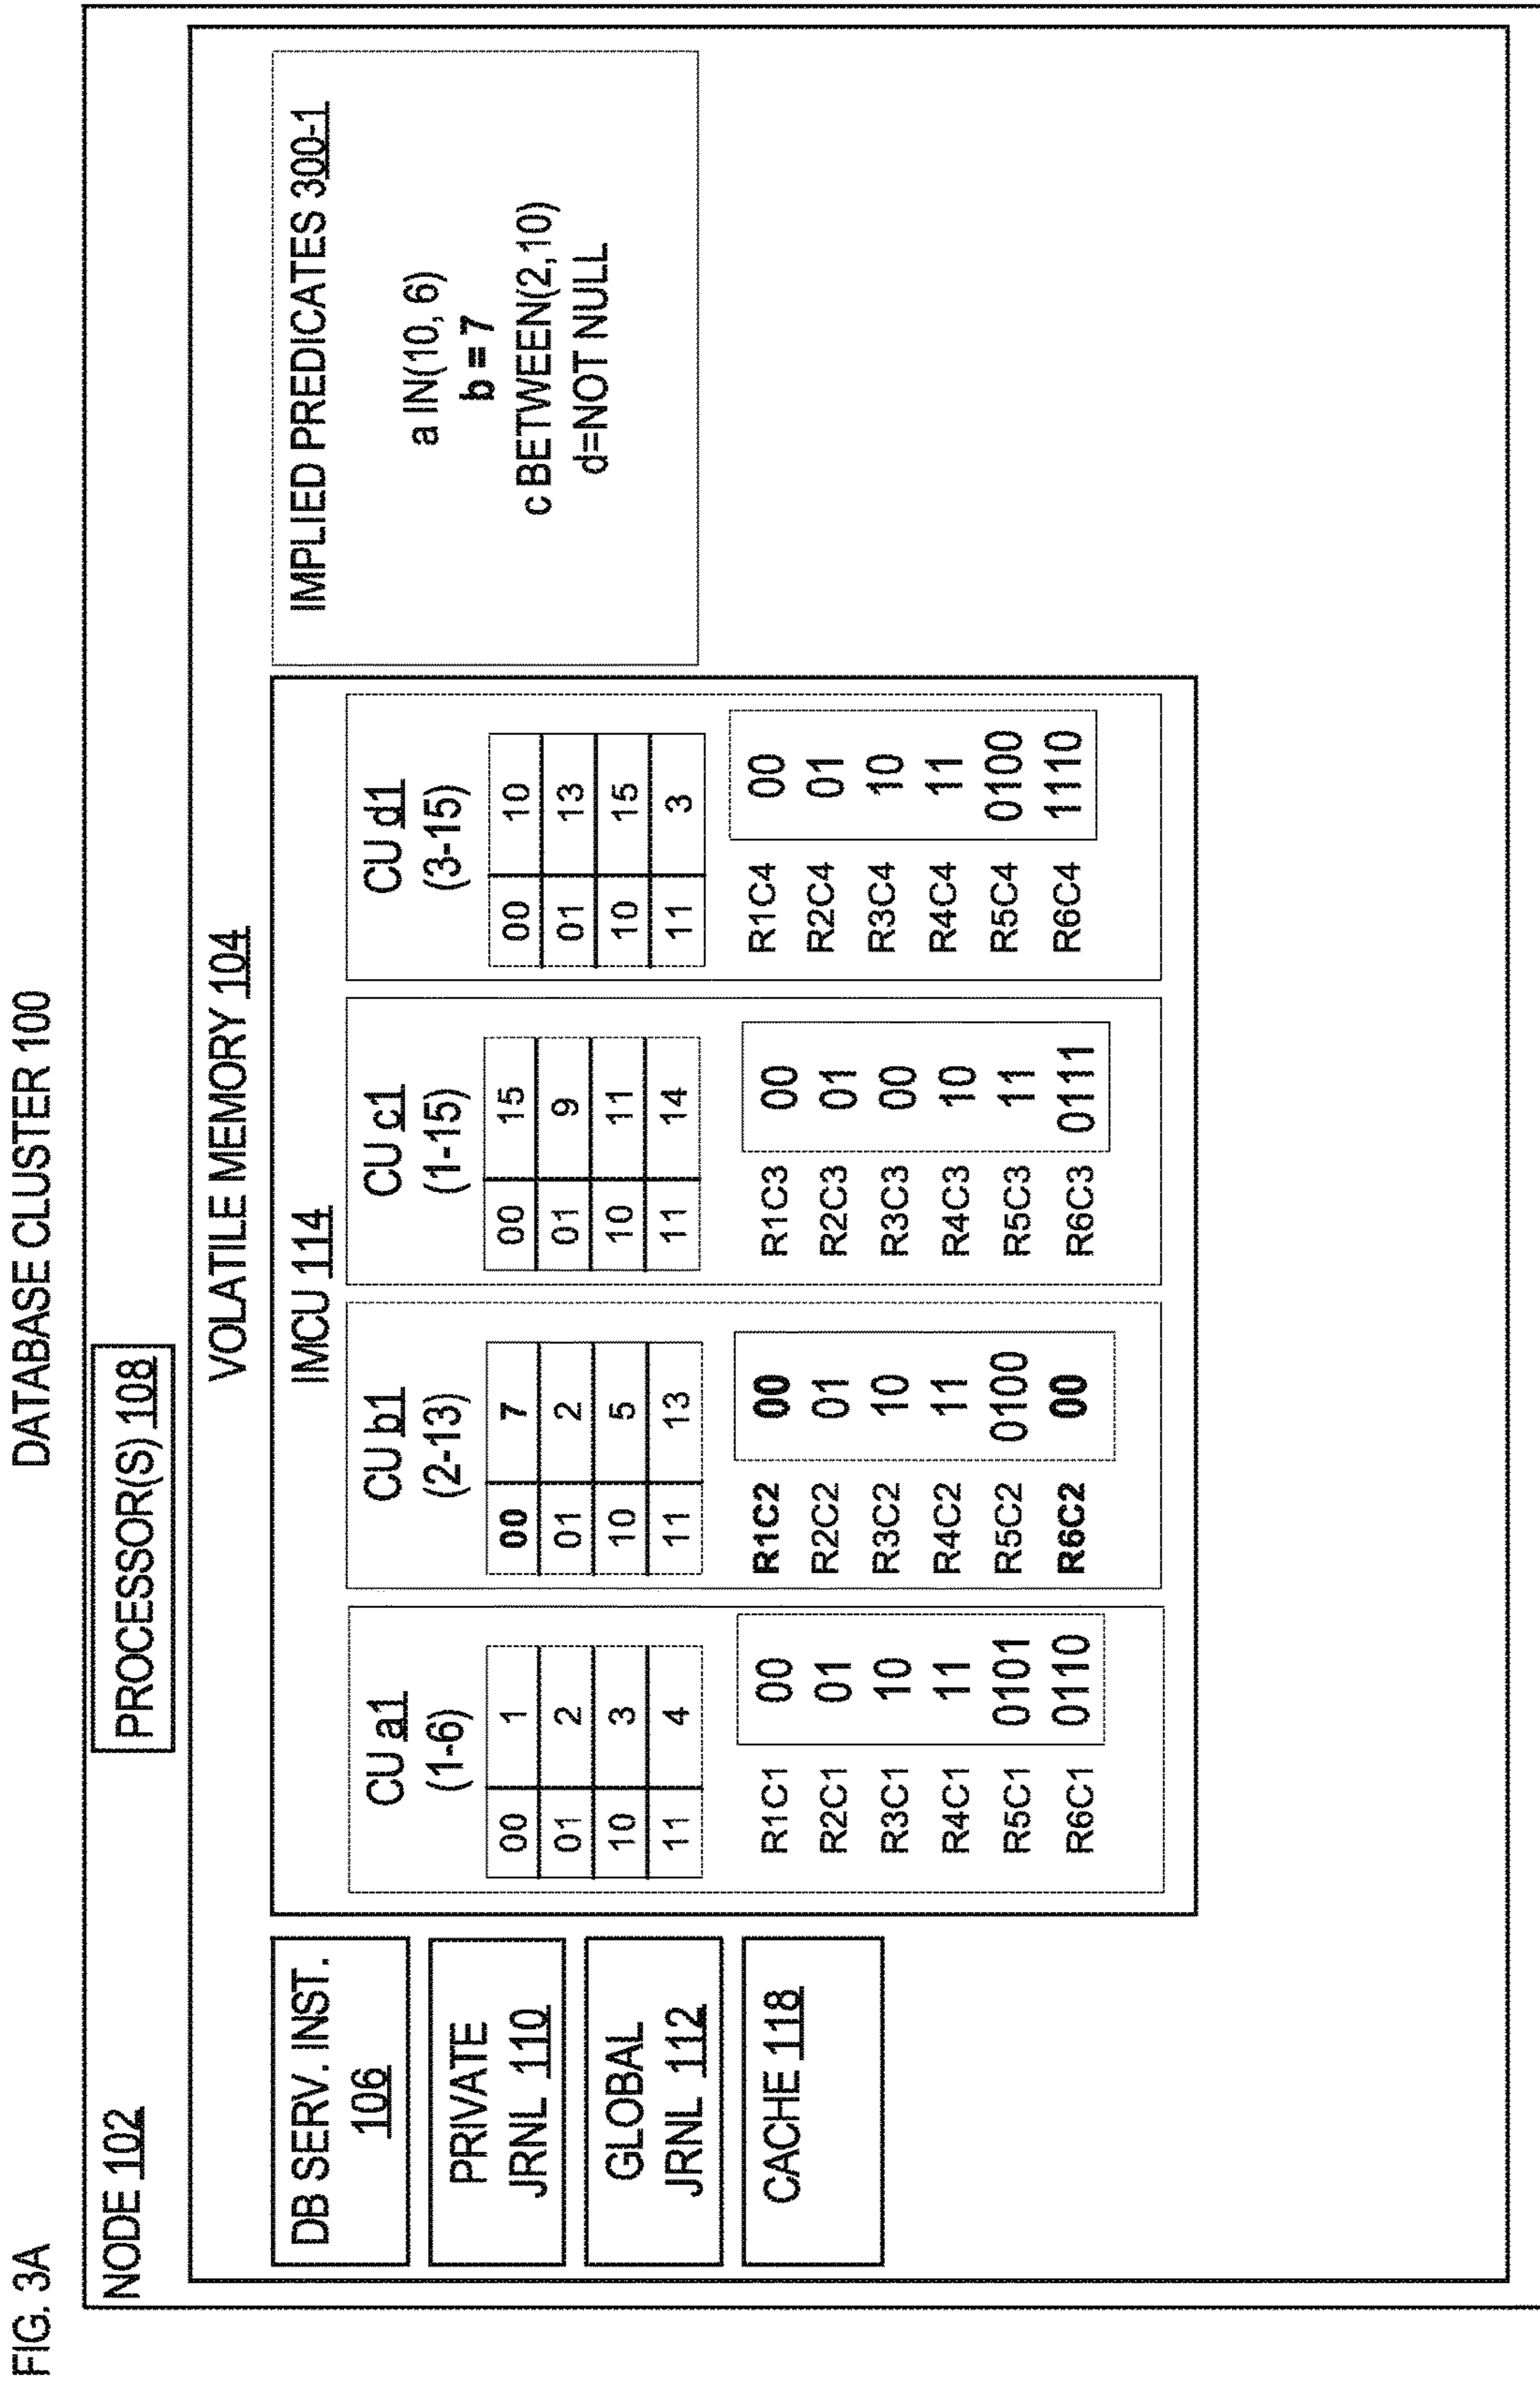 FIG. 3A
DATABASE CLUSTER 100
NODE 102
PROCESSOR(S) 108
VOLATILE MEMORY 104
DB SERV. INST.
106
PRIVATE
JRNL 110
GLOBAL
JRNL 112
CACHE 118
IMCU 114
CU a1
(1-6)
00 1
01 2
10 3
11 4
R1C1 00
R2C1 01
R3C1 10
R4C1 11
R5C1 0101
R6C1 0110
CU b1
(2-13)
00 7
01 2
10 5
11 13
R1C2 00
R2C2 01
R3C2 10
R4C2 11
R5C2 0100
R6C2 00
CU c1
(1-15)
00 15
01 9
10 11
11 14
R1C3 00
R2C3 01
R3C3 00
R4C3 10
R5C3 11
R6C3 0111
CU d1
(3-15)
00 10
01 13
10 15
11 3
R1C4 00
R2C4 01
R3C4 10
R4C4 11
R5C4 0100
R6C4 1110
IMPLIED PREDICATES 300-1
a IN(10, 6)
b = 7
c BETWEEN(2,10)
d=NOT NULL